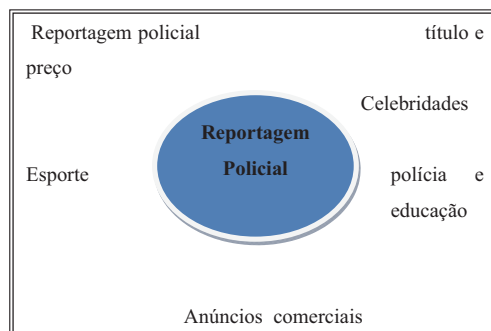 Reportagem policial título e
preço
Celebridades
Reportagem
Policial
Esporte polícia e
educação
Anúncios comerciais